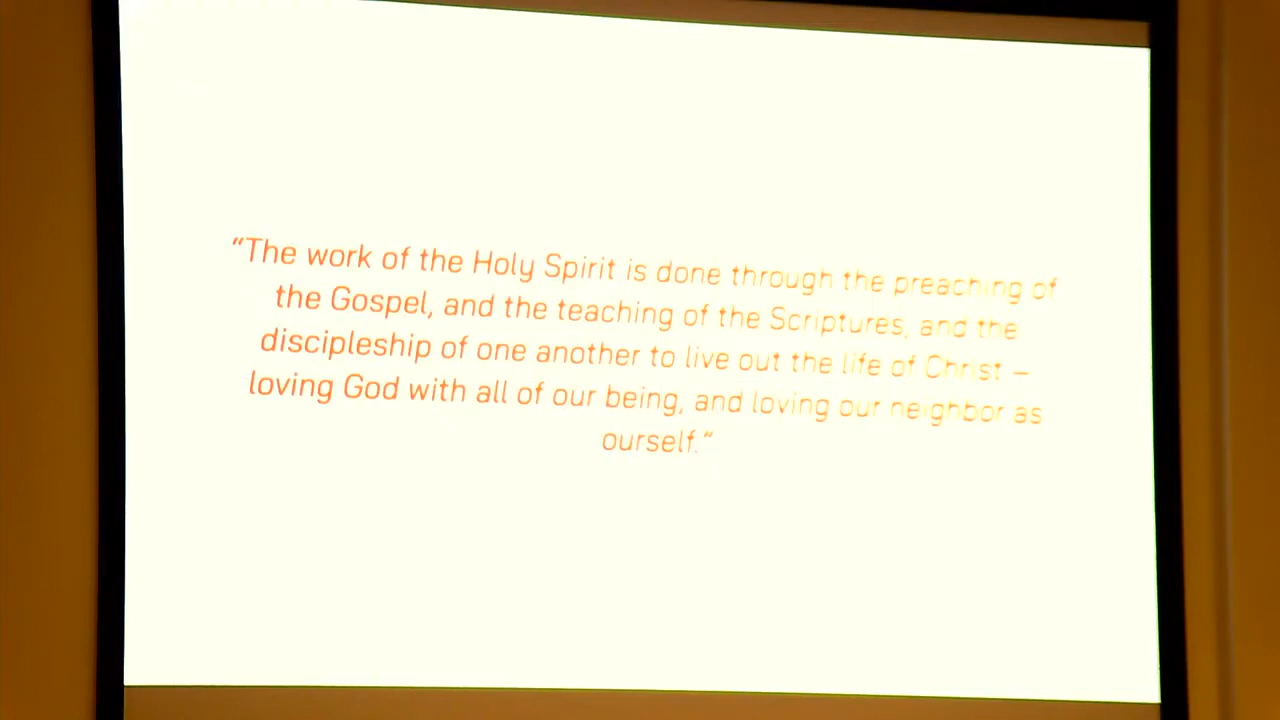 “The work of the Holy Spirit is done through the preaching of
the Gospel, and the teaching of the Scriptures, and the
discipleship of one another to live out the life of Christ –
loving God with all of our being, and loving our neighbor as
ourself.”